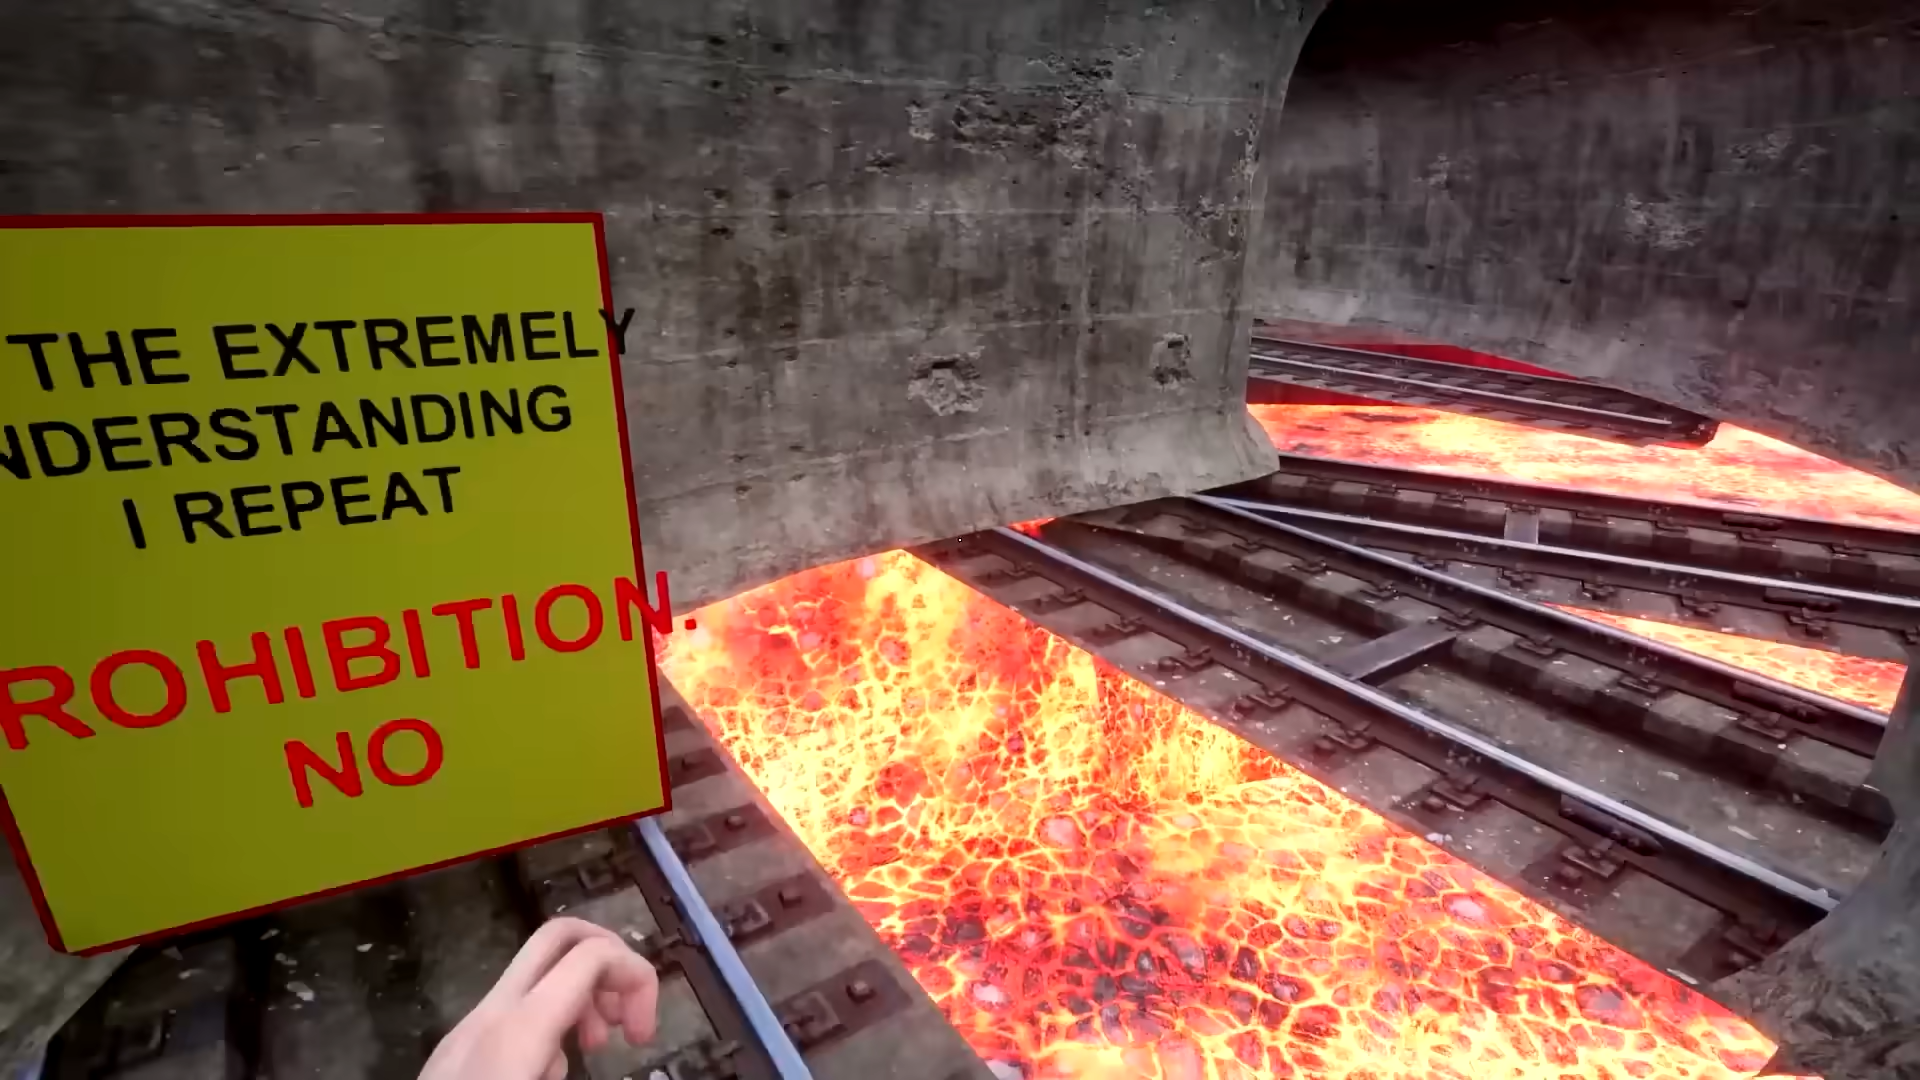 THE EXTREMELY
NDERSTANDING
I REPEAT
ROHIBITION.
NO